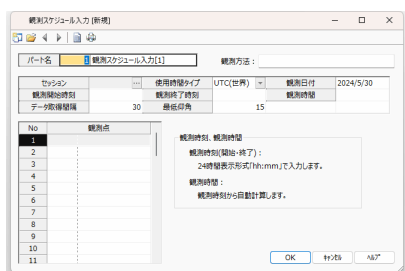 観測スケジュール入力 [新規]
パート名 1 観測スケジュール入力[1] 観測方法：
セッション ... 使用時間タイプ UTC(世界) 観測日付 2024/5/30
観測開始時刻 観測終了時刻 観測時間
データ取得間隔 30 最低仰角 15
No 観測点
1
2
3
4
5
6
7
8
9
10
11
観測時刻、観測時間
観測時刻(開始・終了)：
24時間表示形式「hh:mm」で入力します。
観測時間：
観測時刻から自動計算します。
OK ｷｬﾝｾﾙ ﾍﾙﾌﾟ